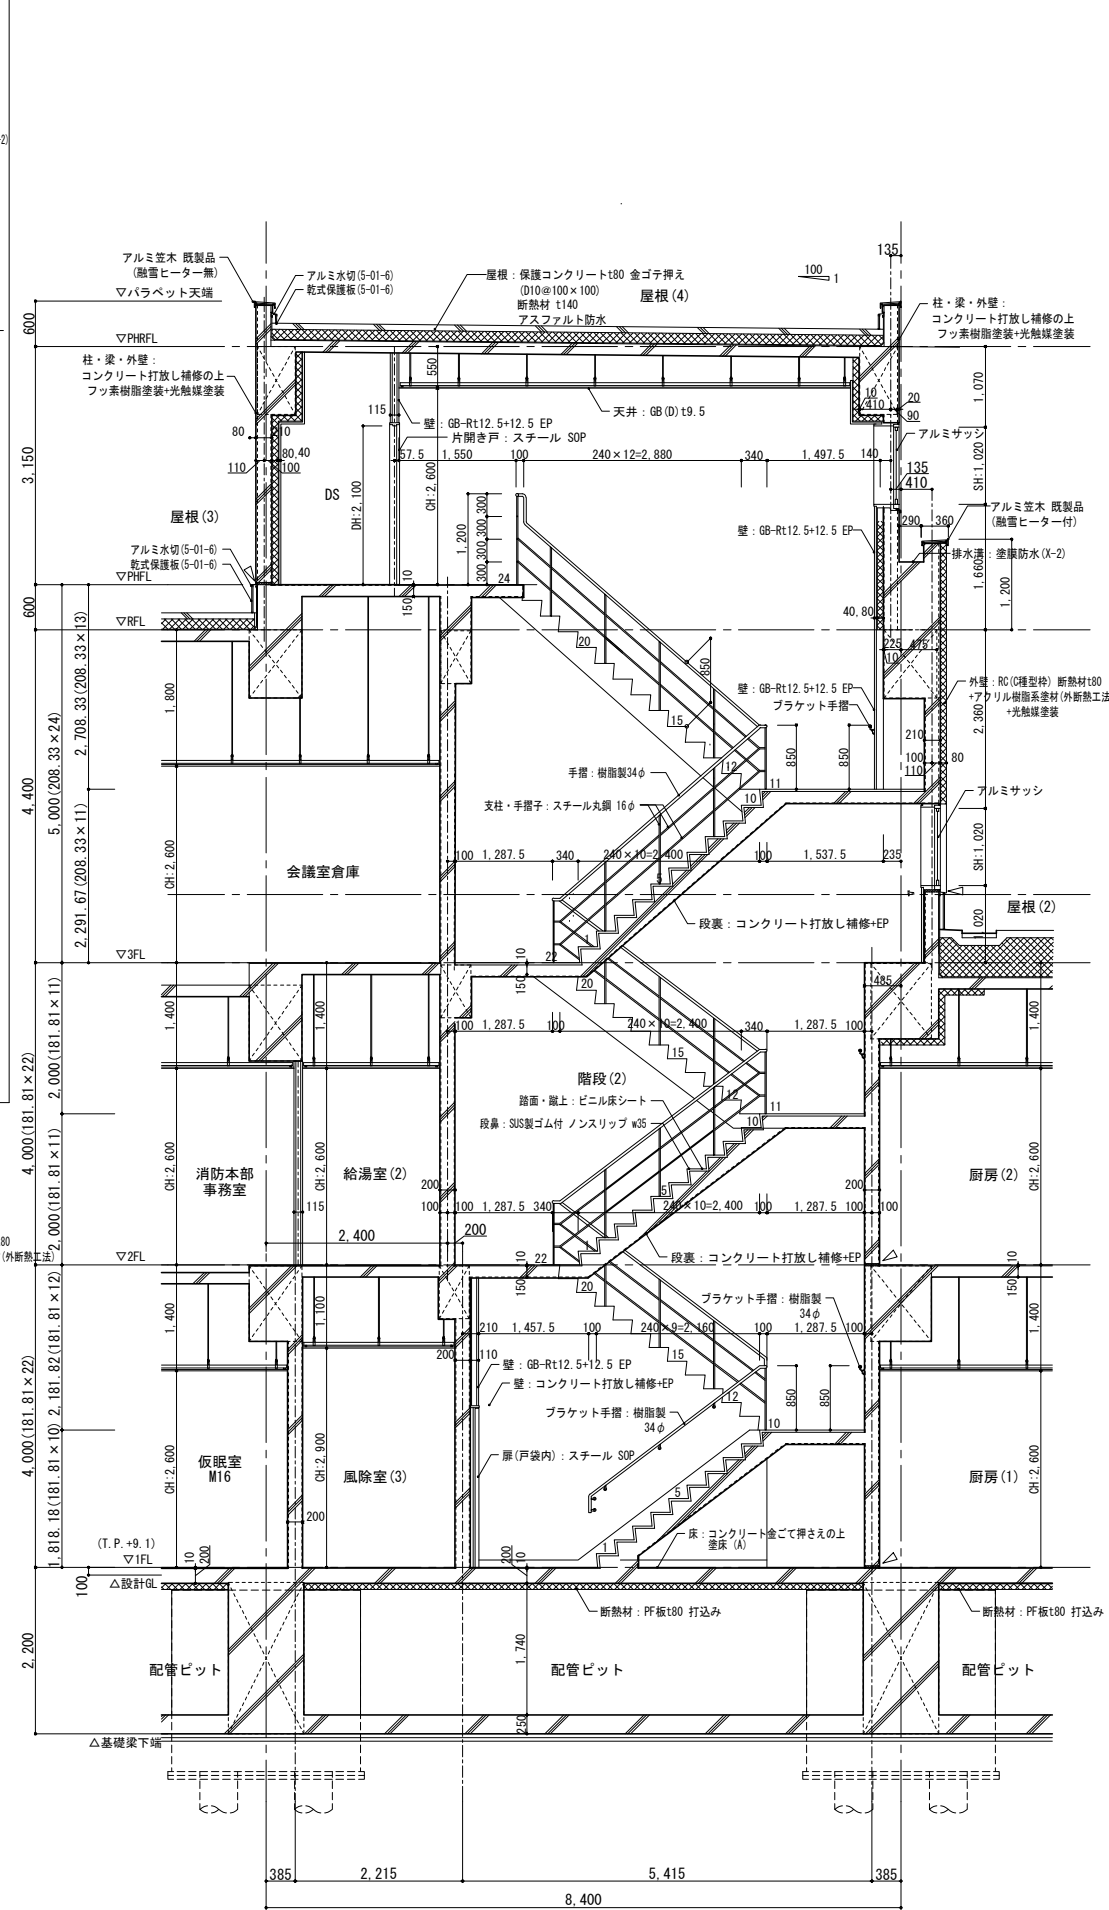 -2)
アルミ笠木 既製品
(融雪ヒーター無)
▽パラペット天端
アルミ水切(5-01-6)
乾式保護板(5-01-6)
屋根：保護コンクリートt80 金ゴテ押え
(D10@100×100)
断熱材 t140
アスファルト防水
屋根(4)
100
1
135
柱・梁・外壁：
コンクリート打放し補修の上
フッ素樹脂塗装+光触媒塗装
600
▽PHRFL
柱・梁・外壁：
コンクリート打放し補修の上
フッ素樹脂塗装+光触媒塗装
550
天井：GB(D)t9.5
10
410
20
90
1,070
115
壁：GB-Rt12.5+12.5 EP
片開き戸：スチール SOP
アルミサッシ
80
10
80,40
110
100
57.5
1,550
100
240×12=2,880
340
1,497.5
140
135
410
SH:1,020
3,150
DS
DH:2,100
CH:2,600
屋根(3)
1,200
300
300
300
300
290
360
アルミ笠木 既製品
(融雪ヒーター付)
壁：GB-Rt12.5+12.5 EP
排水溝：塗膜防水(X-2)
アルミ水切(5-01-6)
乾式保護板(5-01-6)
▽PHFL
1,660
1,200
10
150
24
600
▽RFL
40,80
225
475
10
20
850
15
壁：GB-Rt12.5+12.5 EP
ブラケット手摺
外壁：RC(C種型枠) 断熱材t80
+アクリル樹脂系塗材(外断熱工法)
+光触媒塗装
2,360
210
100
80
110
1,800
2,708.33(208.33×13)
5,000(208.33×24)
4,400
2,291.67(208.33×11)
手摺：樹脂製34φ
支柱・手摺子：スチール丸鋼 16φ
12
850
850
11
10
アルミサッシ
SH:1,020
CH:2,600
会議室倉庫
100
1,287.5
340
240×10=2,400
100
1,537.5
235
5
段裏：コンクリート打放し補修+EP
屋根(2)
▽3FL
22
1
10
150
485
1,400
1,400
20
100
1,287.5
100
240×10=2,400
340
1,287.5
100
1,400
15
階段(2)
踏面・蹴上：ビニル床シート
段鼻：SUS製ゴム付 ノンスリップ w35
12
11
10
2,000(181.81×11)
4,000(181.81×22)
2,000(181.81×11)
CH:2,600
消防本部
事務室
CH:2,600
給湯室(2)
115
200
100
100
1,287.5
340
5
240×10=2,400
100
1,287.5
200
100
厨房(2)
CH:2,600
80
(外断熱工法)
2,400
200
段裏：コンクリート打放し補修+EP
▽2FL
22
1
10
150
20
10
150
1,400
1,100
ブラケット手摺：樹脂製
34φ
1,400
210
1,457.5
100
240×9=2,160
100
1,287.5
100
200
110
15
壁：GB-Rt12.5+12.5 EP
壁：コンクリート打放し補修+EP
ブラケット手摺：樹脂製
34φ
12
850
850
10
4,000(181.81×22)
2,181.82(181.81×12)
1,818.18(181.81×10)
CH:2,600
仮眠室
M16
CH:2,900
風除室(3)
扉(戸袋内)：スチール SOP
5
厨房(1)
CH:2,600
200
床：コンクリート金ごて押さえの上
塗床(A)
(T.P.+9.1)
▽1FL
△設計GL
10
200
100
200
10
1
断熱材：PF板t80 打込み
断熱材：PF板t80 打込み
2,200
1,740
配管ピット
配管ピット
配管ピット
250
△基礎梁下端
385
2,215
5,415
385
8,400